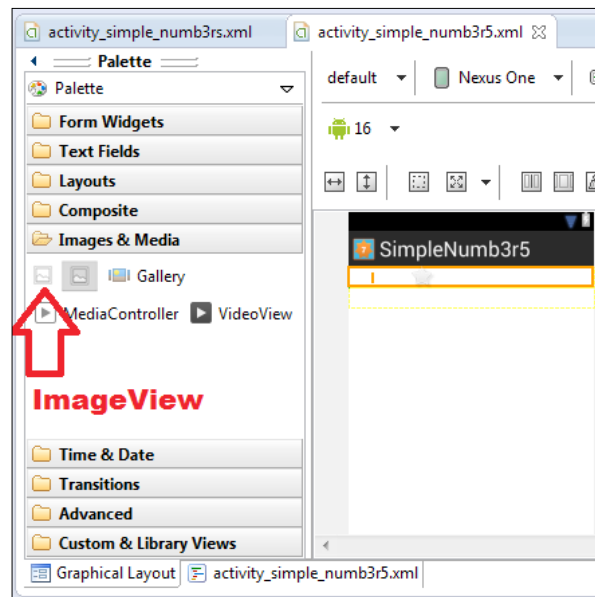 activity_simple_numb3rs.xml
activity_simple_numb3r5.xml
Palette
Palette
Form Widgets
Text Fields
Layouts
Composite
Images & Media
Gallery
MediaController
VideoView
ImageView
Time & Date
Transitions
Advanced
Custom & Library Views
Graphical Layout
activity_simple_numb3r5.xml
default
Nexus One
16
SimpleNumb3r5